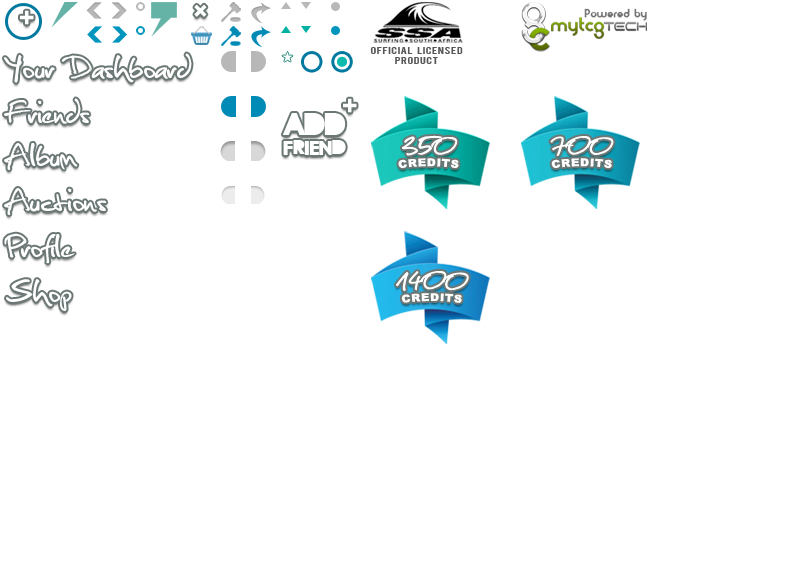 SSA
SURFING SOUTH AFRICA
OFFICIAL LICENSED
PRODUCT
Powered by
mytcgTECH
Your Dashboard
Friends
Album
Auctions
Profile
Shop
ADD
FRIEND
350
CREDITS
700
CREDITS
1400
CREDITS